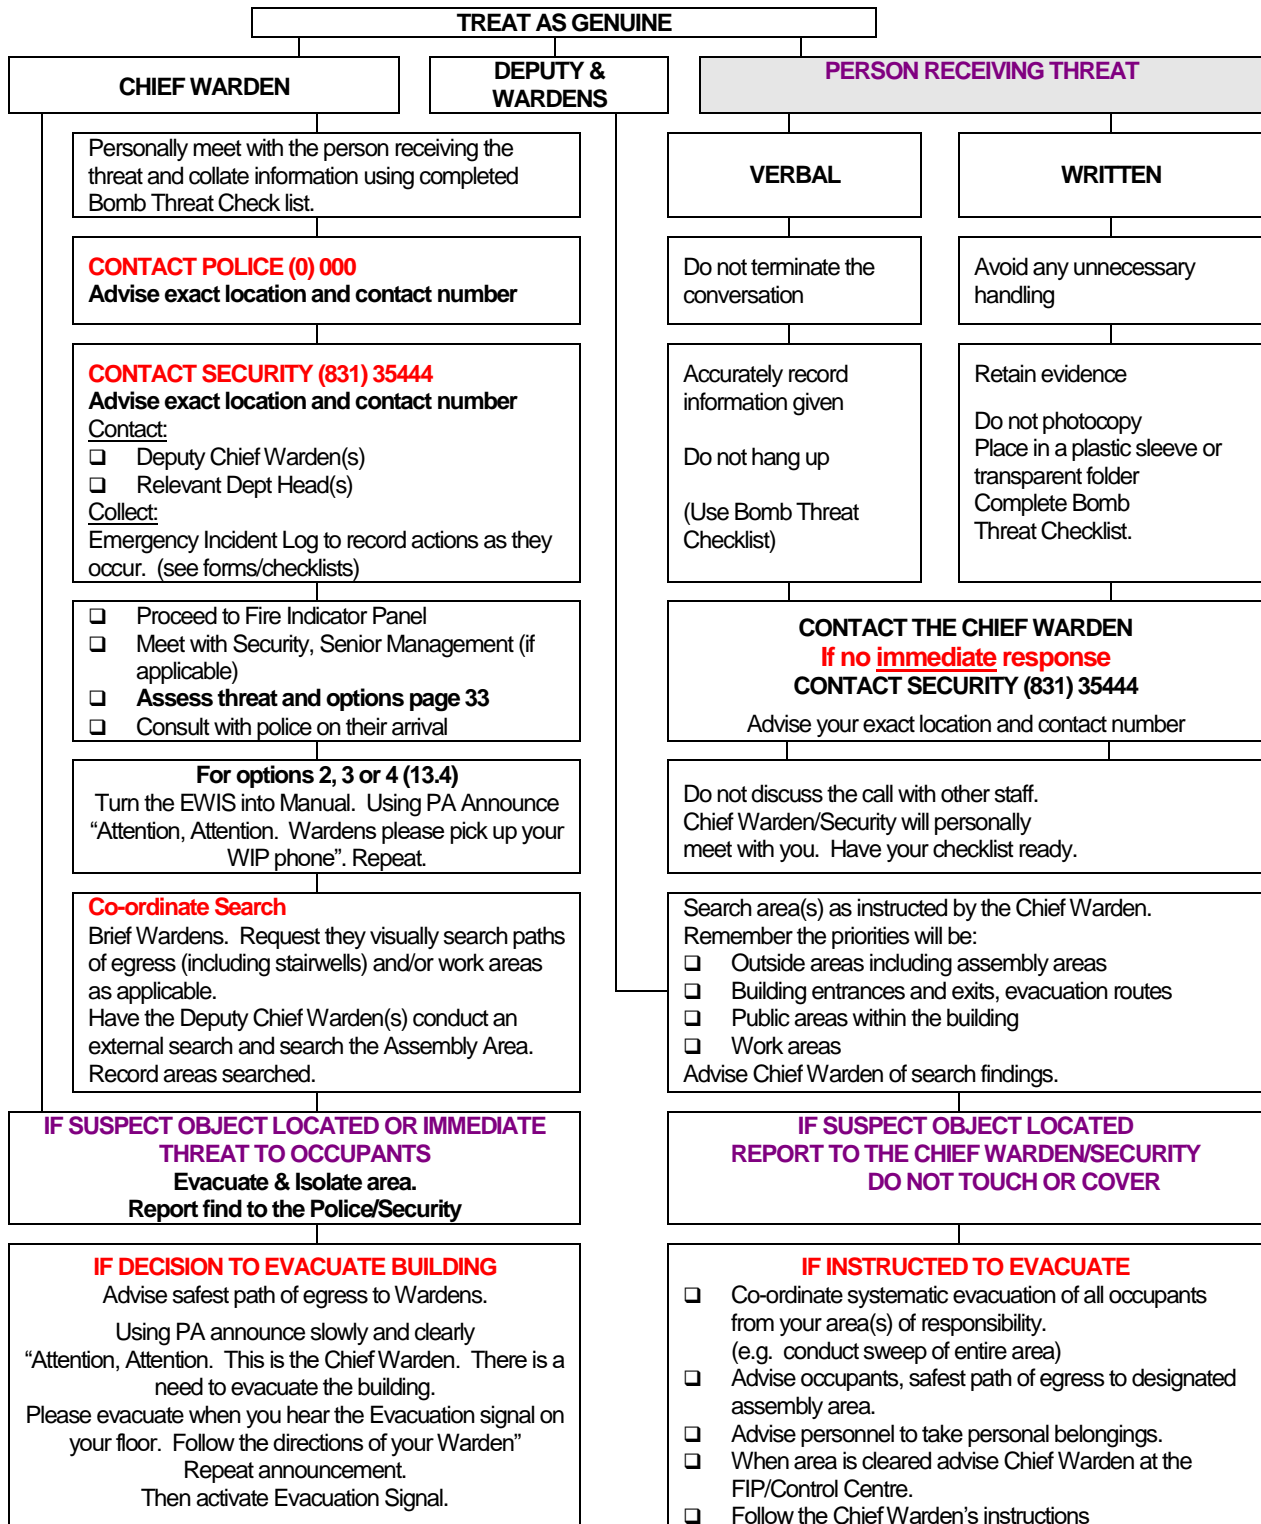 TREAT AS GENUINE
CHIEF WARDEN
DEPUTY &
WARDENS
PERSON RECEIVING THREAT
Personally meet with the person receiving the
threat and collate information using completed
Bomb Threat Check list.
VERBAL
WRITTEN
CONTACT POLICE (0) 000
Advise exact location and contact number
Do not terminate the
conversation
Avoid any unnecessary
handling
CONTACT SECURITY (831) 35444
Advise exact location and contact number
Contact:
❑ Deputy Chief Warden(s)
❑ Relevant Dept Head(s)
Collect:
Emergency Incident Log to record actions as they
occur. (see forms/checklists)
Accurately record
information given
Do not hang up
(Use Bomb Threat
Checklist)
Retain evidence
Do not photocopy
Place in a plastic sleeve or
transparent folder
Complete Bomb
Threat Checklist.
❑ Proceed to Fire Indicator Panel
❑ Meet with Security, Senior Management (if
applicable)
❑ Assess threat and options page 33
❑ Consult with police on their arrival
CONTACT THE CHIEF WARDEN
If no immediate response
CONTACT SECURITY (831) 35444
Advise your exact location and contact number
For options 2, 3 or 4 (13.4)
Turn the EWIS into Manual. Using PA Announce
“Attention, Attention. Wardens please pick up your
WIP phone”. Repeat.
Do not discuss the call with other staff.
Chief Warden/Security will personally
meet with you. Have your checklist ready.
Co-ordinate Search
Brief Wardens. Request they visually search paths
of egress (including stairwells) and/or work areas
as applicable.
Have the Deputy Chief Warden(s) conduct an
external search and search the Assembly Area.
Record areas searched.
Search area(s) as instructed by the Chief Warden.
Remember the priorities will be:
❑ Outside areas including assembly areas
❑ Building entrances and exits, evacuation routes
❑ Public areas within the building
❑ Work areas
Advise Chief Warden of search findings.
IF SUSPECT OBJECT LOCATED OR IMMEDIATE
THREAT TO OCCUPANTS
Evacuate & Isolate area.
Report find to the Police/Security
IF SUSPECT OBJECT LOCATED
REPORT TO THE CHIEF WARDEN/SECURITY
DO NOT TOUCH OR COVER
IF DECISION TO EVACUATE BUILDING
Advise safest path of egress to Wardens.
Using PA announce slowly and clearly
“Attention, Attention. This is the Chief Warden. There is a
need to evacuate the building.
Please evacuate when you hear the Evacuation signal on
your floor. Follow the directions of your Warden”
Repeat announcement.
Then activate Evacuation Signal.
IF INSTRUCTED TO EVACUATE
❑ Co-ordinate systematic evacuation of all occupants
from your area(s) of responsibility.
(e.g. conduct sweep of entire area)
❑ Advise occupants, safest path of egress to designated
assembly area.
❑ Advise personnel to take personal belongings.
❑ When area is cleared advise Chief Warden at the
FIP/Control Centre.
❑ Follow the Chief Warden’s instructions